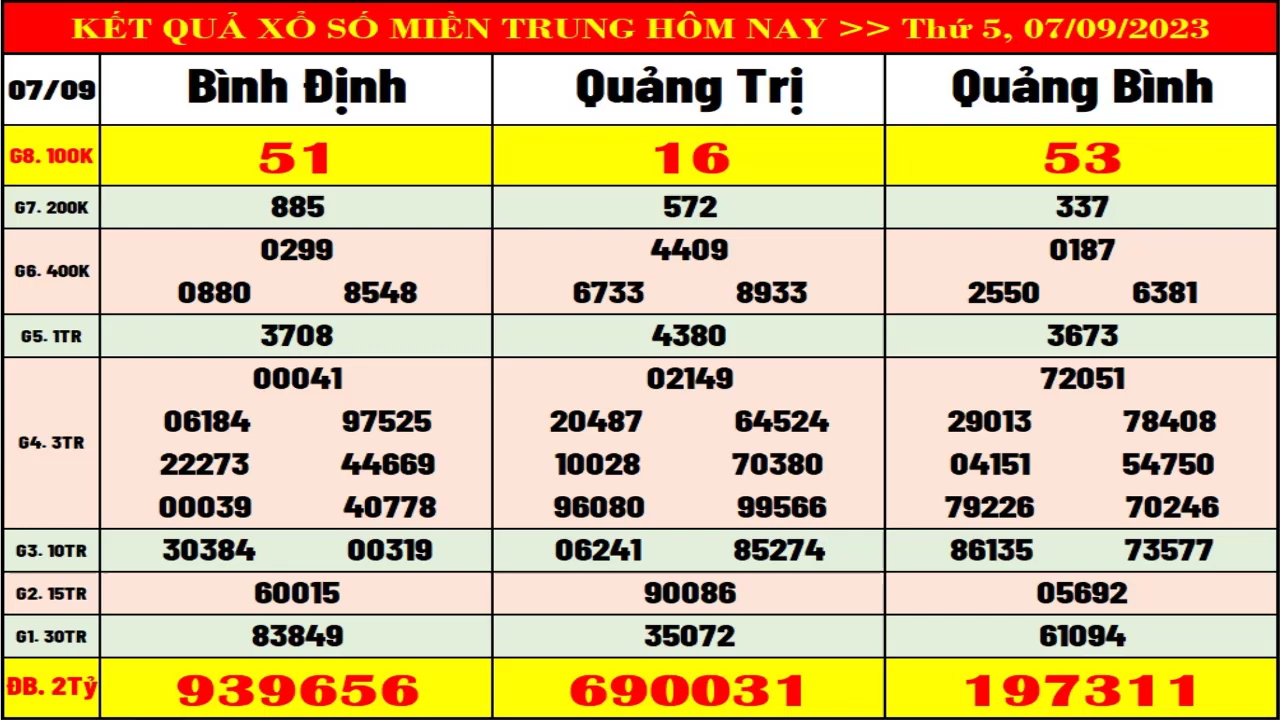 KẾT QUẢ XỔ SỐ MIỀN TRUNG HÔM NAY >> Thứ 5, 07/09/2023
07/09 Bình Định Quảng Trị Quảng Bình
G8. 100K 51 16 53
G7. 200K 885 572 337
G6. 400K
0299 4409 0187
0880 8548 6733 8933 2550 6381
G5. 1TR 3708 4380 3673
G4. 3TR
00041 02149 72051
06184 97525 20487 64524 29013 78408
22273 44669 10028 70380 04151 54750
00039 40778 96080 99566 79226 70246
G3. 10TR 30384 00319 06241 85274 86135 73577
G2. 15TR 60015 90086 05692
G1. 30TR 83849 35072 61094
ĐB. 2Tỷ 939656 690031 197311